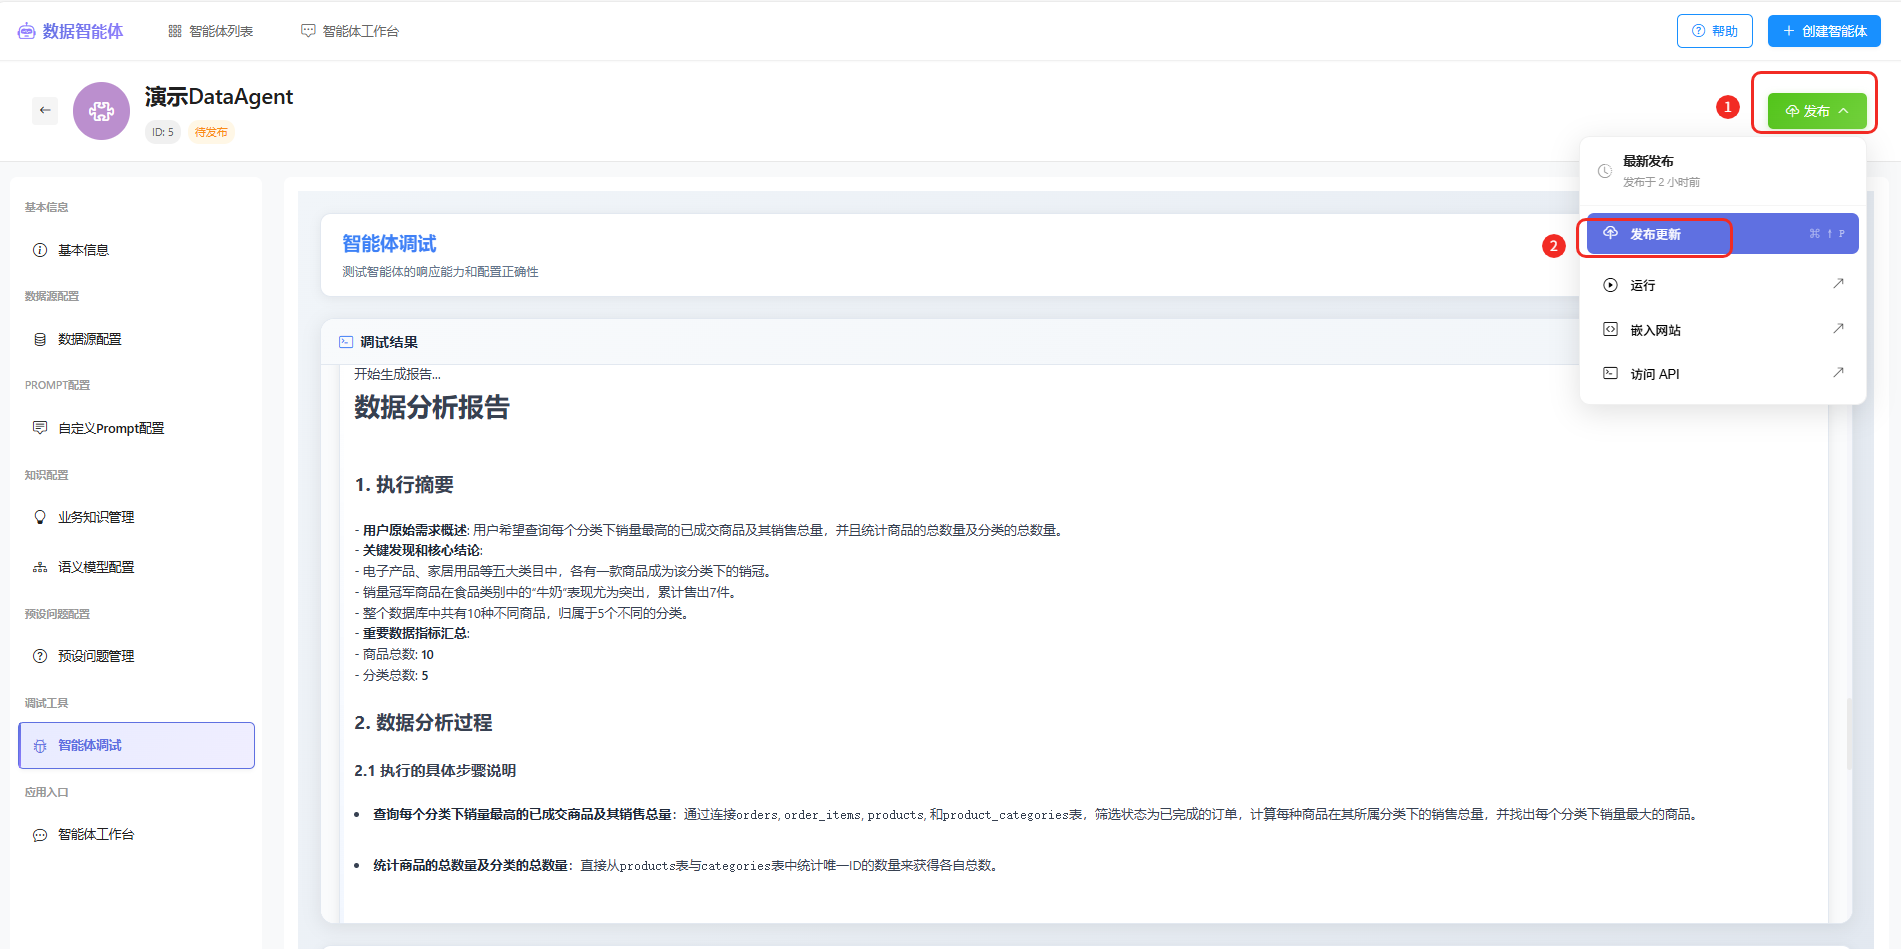 数据智能体
智能体列表
智能体工作台
帮助
创建智能体
演示DataAgent
ID: 5
待发布
1
发布
最新发布
发布于 2 小时前
2
发布更新
⌘ ↑ P
运行
嵌入网站
访问 API
基本信息
基本信息
数据源配置
数据源配置
PROMPT配置
自定义Prompt配置
知识配置
业务知识管理
语义模型配置
预设问题配置
预设问题管理
调试工具
智能体调试
应用入口
智能体工作台
智能体调试
测试智能体的响应能力和配置正确性
调试结果
开始生成报告...
数据分析报告
1. 执行摘要
- 用户原始需求概述: 用户希望查询每个分类下销量最高的已成交商品及其销售总量，并且统计商品的总数量及分类的总数量。
- 关键发现和核心结论:
- 电子产品、家居用品等五大类目中，各有一款商品成为该分类下的销冠。
- 销量冠军商品在食品类别中的“牛奶”表现尤为突出，累计售出7件。
- 整个数据库中共有10种不同商品，归属于5个不同的分类。
- 重要数据指标汇总:
- 商品总数: 10
- 分类总数: 5
2. 数据分析过程
2.1 执行的具体步骤说明
• 查询每个分类下销量最高的已成交商品及其销售总量：通过连接orders, order_items, products, 和product_categories表，筛选状态为已完成的订单，计算每种商品在其所属分类下的销售总量，并找出每个分类下销量最大的商品。
• 统计商品的总数量及分类的总数量：直接从products表与categories表中统计唯一ID的数量来获得各自总数。